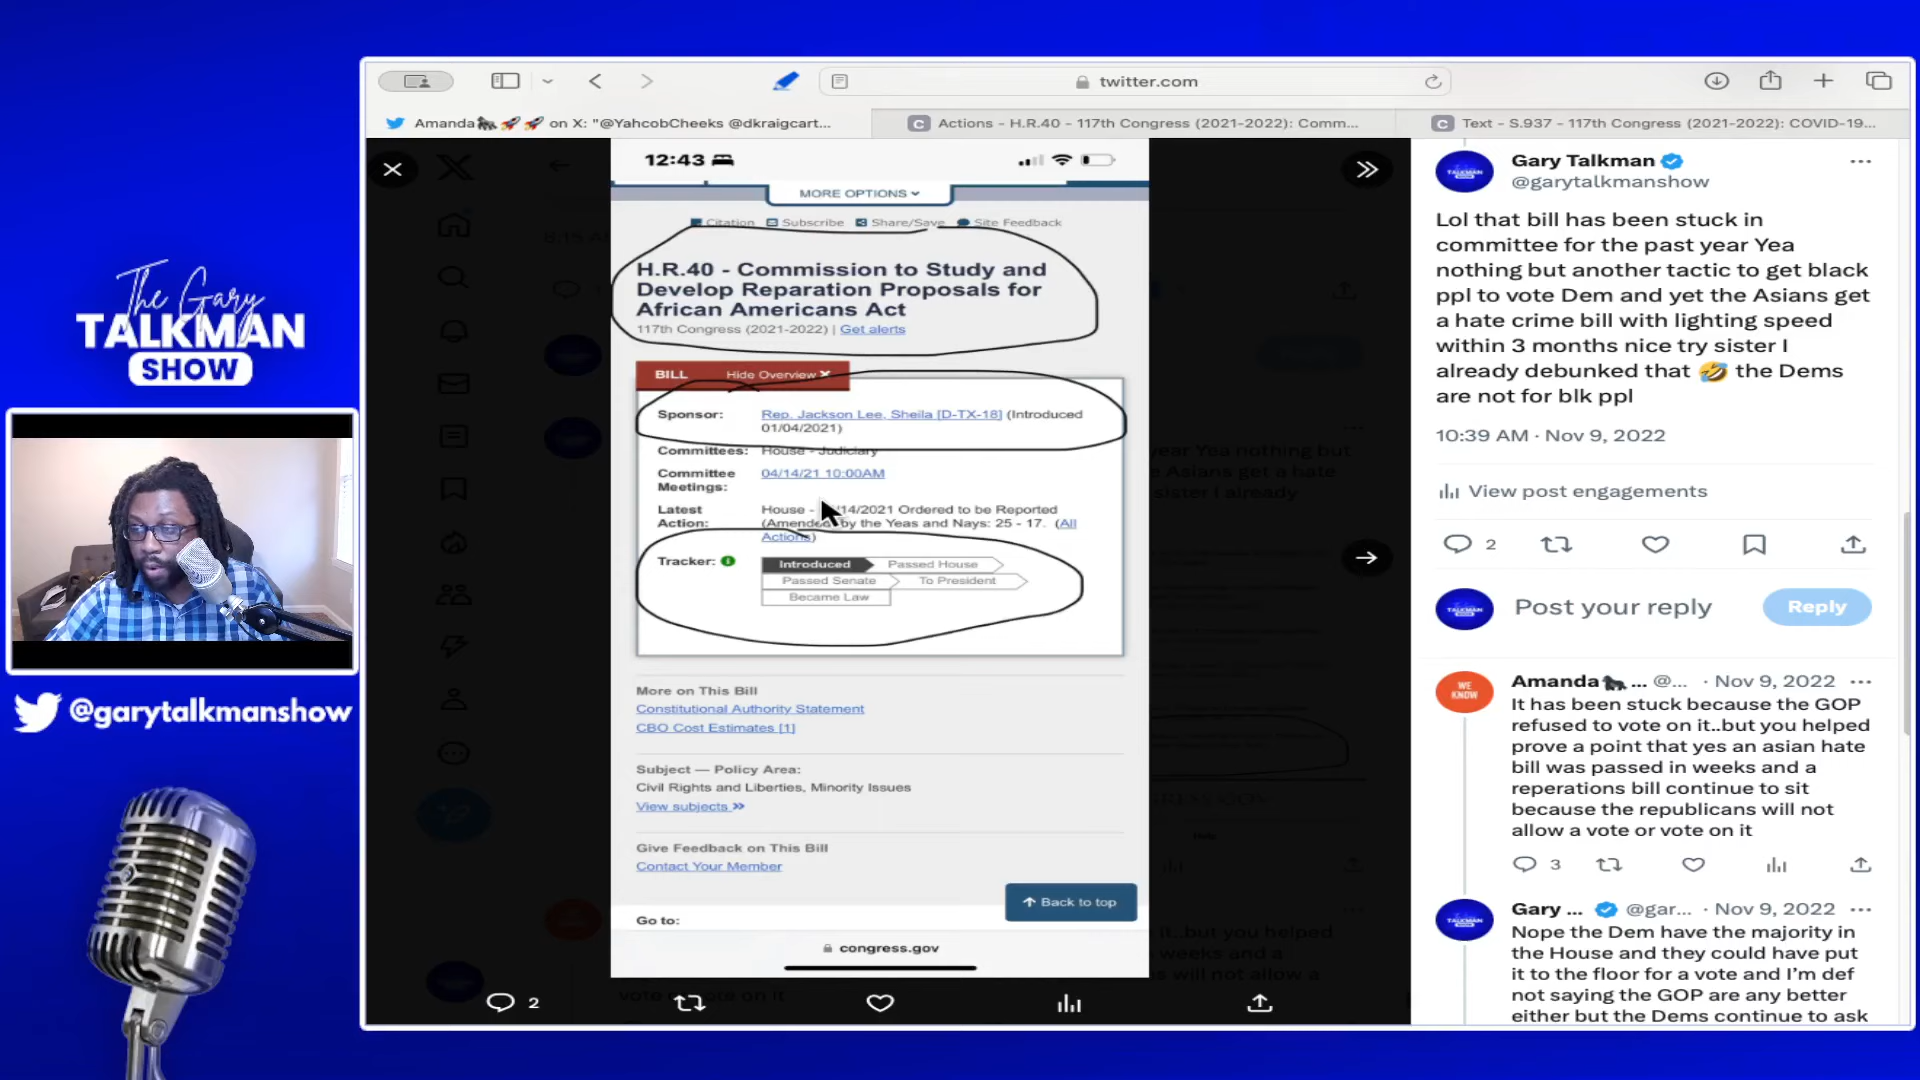 The Gary
TALKMAN
SHOW
@garytalkmanshow
twitter.com
Amanda🦍🚀🚀 on X: "@YahcobCheeks @dkraigcart...
Actions - H.R.40 - 117th Congress (2021-2022): Comm...
Text - S.937 - 117th Congress (2021-2022): COVID-19...
12:43
MORE OPTIONS
Citation Subscribe Share/Save Site Feedback
H.R.40 - Commission to Study and
Develop Reparation Proposals for
African Americans Act
117th Congress (2021-2022) | Get alerts
BILL Hide Overview ✕
Sponsor: Rep. Jackson Lee, Sheila [D-TX-18] (Introduced
01/04/2021)
Committees: House - Judiciary
Committee 04/14/21 10:00AM
Meetings:
Latest House - /14/2021 Ordered to be Reported
Action: (Amended) by the Yeas and Nays: 25 - 17. (All
Actions)
Tracker: Introduced Passed House
Passed Senate To President
Became Law
More on This Bill
Constitutional Authority Statement
CBO Cost Estimates [1]
Subject — Policy Area:
Civil Rights and Liberties, Minority Issues
View subjects »
Give Feedback on This Bill
Contact Your Member
Back to top
Go to:
congress.gov
2
Gary Talkman
@garytalkmanshow
Lol that bill has been stuck in
committee for the past year Yea
nothing but another tactic to get black
ppl to vote Dem and yet the Asians get
a hate crime bill with lighting speed
within 3 months nice try sister I
already debunked that 🤣 the Dems
are not for blk ppl
10:39 AM · Nov 9, 2022
View post engagements
2
Post your reply
Reply
WE
KNOW
Amanda🦍 ... @... · Nov 9, 2022
It has been stuck because the GOP
refused to vote on it..but you helped
prove a point that yes an asian hate
bill was passed in weeks and a
reperations bill continue to sit
because the republicans will not
allow a vote or vote on it
3
Gary ... @gar... · Nov 9, 2022
Nope the Dem have the majority in
the House and they could have put
it to the floor for a vote and I'm def
not saying the GOP are any better
either but the Dems continue to ask